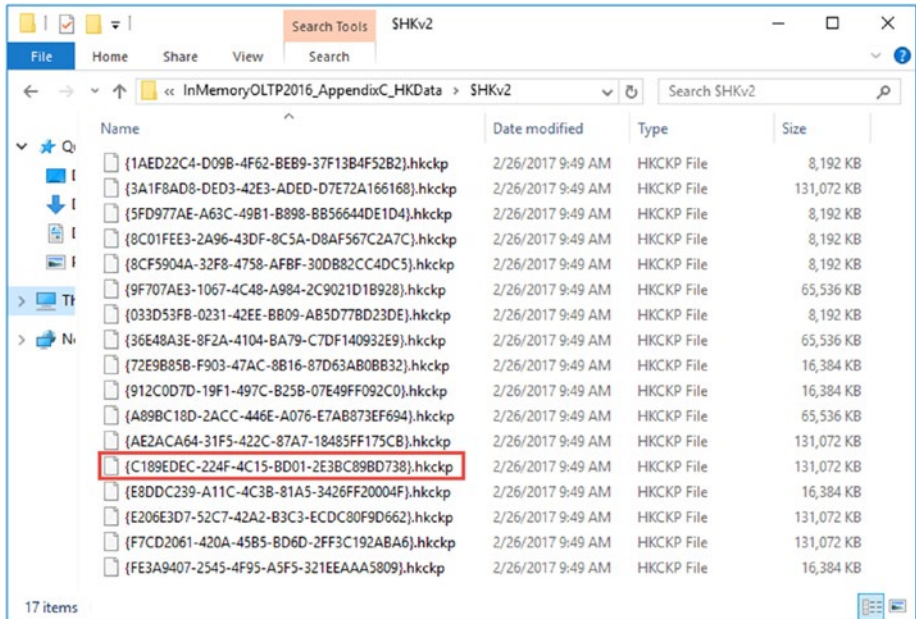 Search Tools $HKv2
File Home Share View Search
« InMemoryOLTP2016_AppendixC_HKData > $HKv2 Search $HKv2
Name Date modified Type Size
{1AED22C4-D09B-4F62-BEB9-37F13B4F52B2}.hkckp 2/26/2017 9:49 AM HKCKP File 8,192 KB
{3A1F8AD8-DED3-42E3-ADED-D7E72A166168}.hkckp 2/26/2017 9:49 AM HKCKP File 131,072 KB
{5FD977AE-A63C-49B1-B898-BB56644DE1D4}.hkckp 2/26/2017 9:49 AM HKCKP File 8,192 KB
{8C01FEE3-2A96-43DF-8C5A-D8AF567C2A7C}.hkckp 2/26/2017 9:49 AM HKCKP File 8,192 KB
{8CF5904A-32F8-4758-AFBF-30DB82CC4DC5}.hkckp 2/26/2017 9:49 AM HKCKP File 8,192 KB
{9F707AE3-1067-4C48-A984-2C9021D1B928}.hkckp 2/26/2017 9:49 AM HKCKP File 65,536 KB
{033D53FB-0231-42EE-BB09-AB5D77BD23DE}.hkckp 2/26/2017 9:49 AM HKCKP File 8,192 KB
{36E48A3E-8F2A-4104-BA79-C7DF140932E9}.hkckp 2/26/2017 9:49 AM HKCKP File 65,536 KB
{72E9B85B-F903-47AC-8B16-87D63AB0BB32}.hkckp 2/26/2017 9:49 AM HKCKP File 16,384 KB
{912C0D7D-19F1-497C-B25B-07E49FF092C0}.hkckp 2/26/2017 9:49 AM HKCKP File 16,384 KB
{A89BC18D-2ACC-446E-A076-E7AB873EF694}.hkckp 2/26/2017 9:49 AM HKCKP File 65,536 KB
{AE2ACA64-31F5-422C-87A7-18485FF175CB}.hkckp 2/26/2017 9:49 AM HKCKP File 131,072 KB
{C189EDEC-224F-4C15-BD01-2E3BC89BD738}.hkckp 2/26/2017 9:49 AM HKCKP File 131,072 KB
{E8DDC239-A11C-4C3B-81A5-3426FF20004F}.hkckp 2/26/2017 9:49 AM HKCKP File 16,384 KB
{E206E3D7-52C7-42A2-B3C3-ECDC80F9D662}.hkckp 2/26/2017 9:49 AM HKCKP File 131,072 KB
{F7CD2061-420A-45B5-BD6D-2FF3C192ABA6}.hkckp 2/26/2017 9:49 AM HKCKP File 131,072 KB
{FE3A9407-2545-4F95-A5F5-321EEAAA5809}.hkckp 2/26/2017 9:49 AM HKCKP File 16,384 KB
17 items